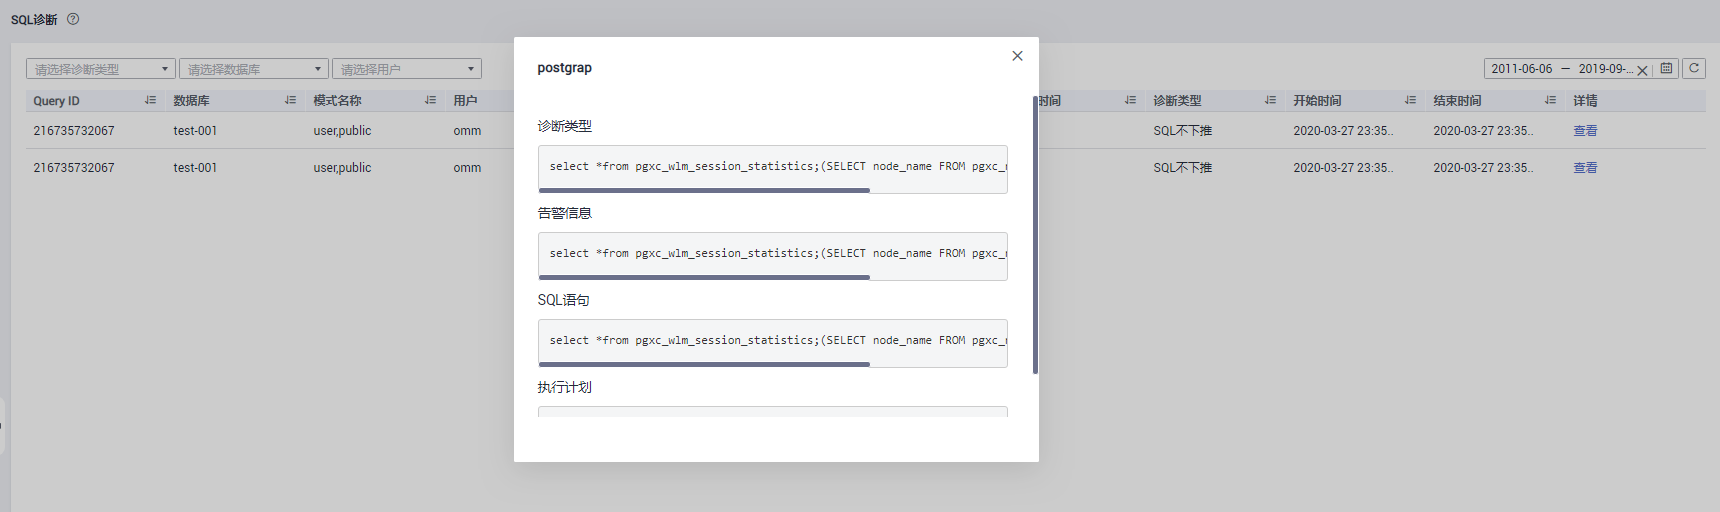 SQL诊断
请选择诊断类型 请选择数据库 请选择用户 2011-06-06 — 2019-09-...
Query ID 数据库 模式名称 用户 时间 诊断类型 开始时间 结束时间 详情
216735732067 test-001 user,public omm SQL不下推 2020-03-27 23:35.. 2020-03-27 23:35.. 查看
216735732067 test-001 user,public omm SQL不下推 2020-03-27 23:35.. 2020-03-27 23:35.. 查看
postgrap
诊断类型
select *from pgxc_wlm_session_statistics;(SELECT node_name FROM pgxc_
告警信息
select *from pgxc_wlm_session_statistics;(SELECT node_name FROM pgxc_
SQL语句
select *from pgxc_wlm_session_statistics;(SELECT node_name FROM pgxc_
执行计划